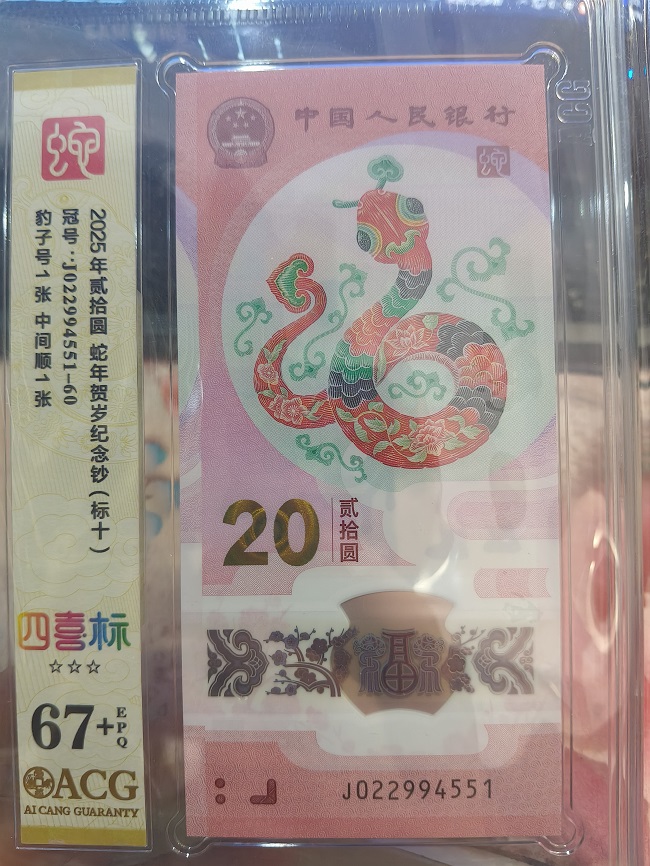 蛇
2025年贰拾圆 蛇年贺岁纪念钞(标十)
冠号:J022994551-60
豹子号1张 中间顺1张
四喜标
☆☆☆
67+EPQ
ACG
AI CANG GUARANTY
中国人民银行
蛇
20
贰拾圆
J022994551
ACG